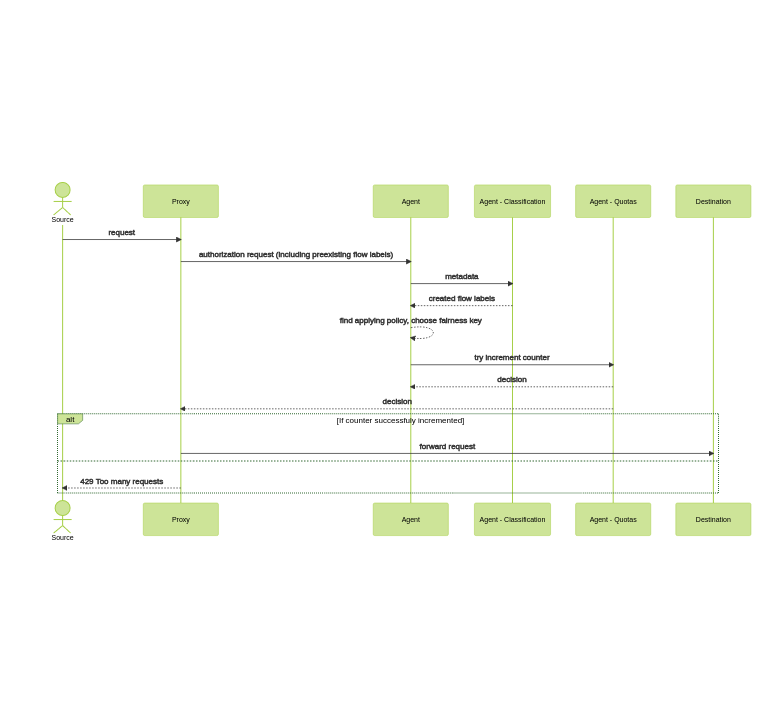 Source
Proxy
Agent
Agent - Classification
Agent - Quotas
Destination
request
authorization request (including preexisting flow labels)
metadata
created flow labels
find applying policy, choose fairness key
try increment counter
decision
decision
alt
[If counter successfuly incremented]
forward request
429 Too many requests
Source
Proxy
Agent
Agent - Classification
Agent - Quotas
Destination